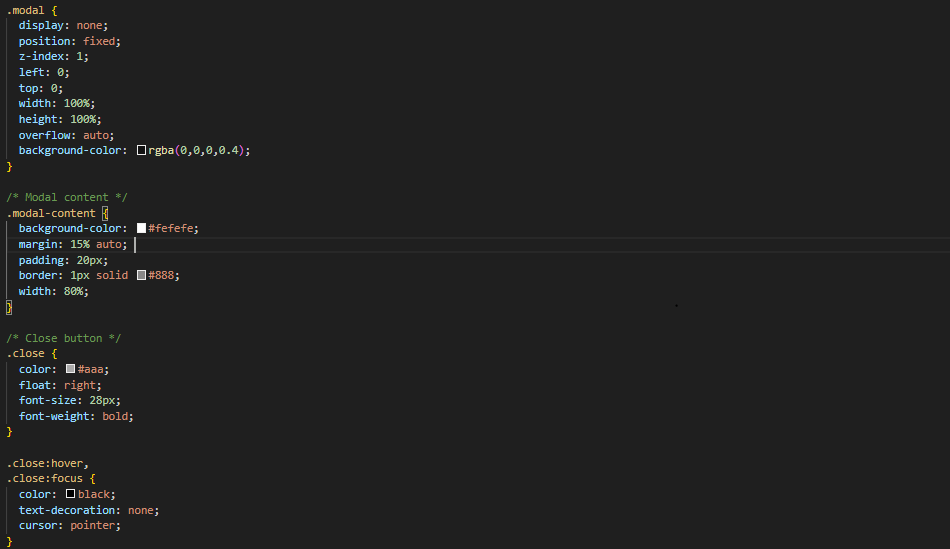 .modal {
  display: none;
  position: fixed;
  z-index: 1;
  left: 0;
  top: 0;
  width: 100%;
  height: 100%;
  overflow: auto;
  background-color: rgba(0,0,0,0.4);
}

/* Modal content */
.modal-content {
  background-color: #fefefe;
  margin: 15% auto;
  padding: 20px;
  border: 1px solid #888;
  width: 80%;
}

/* Close button */
.close {
  color: #aaa;
  float: right;
  font-size: 28px;
  font-weight: bold;
}

.close:hover,
.close:focus {
  color: black;
  text-decoration: none;
  cursor: pointer;
}